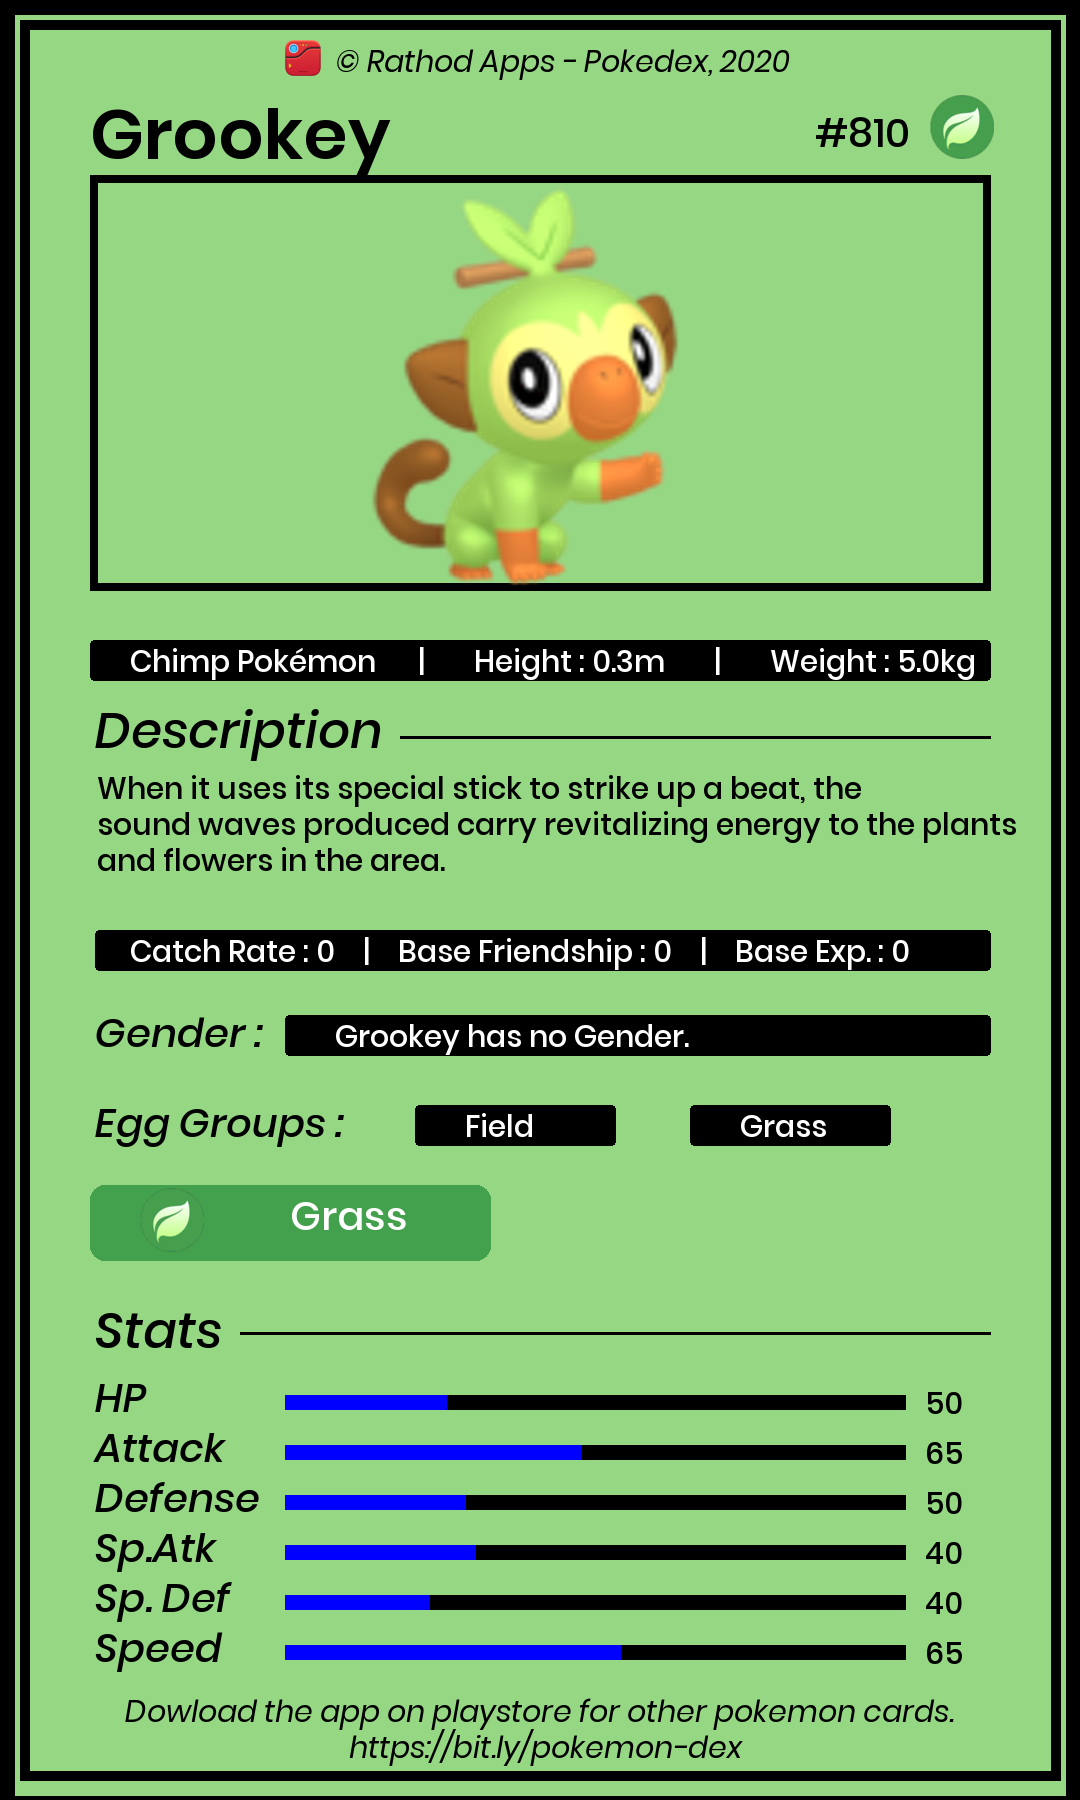 © Rathod Apps - Pokedex, 2020
Grookey
#810
Chimp Pokémon | Height : 0.3m | Weight : 5.0kg
Description
When it uses its special stick to strike up a beat, the
sound waves produced carry revitalizing energy to the plants
and flowers in the area.
Catch Rate : 0 | Base Friendship : 0 | Base Exp. : 0
Gender : Grookey has no Gender.
Egg Groups : Field Grass
Grass
Stats
HP 50
Attack 65
Defense 50
Sp.Atk 40
Sp. Def 40
Speed 65
Dowload the app on playstore for other pokemon cards.
https://bit.ly/pokemon-dex